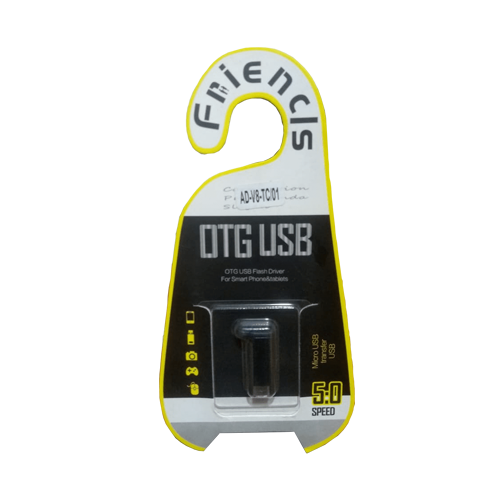 Friends
AD-V8-TC/01
OTG USB
OTG USB Flash Driver
For Smart Phone&tablets
Micro USB
transfer
USB
5.0
SPEED